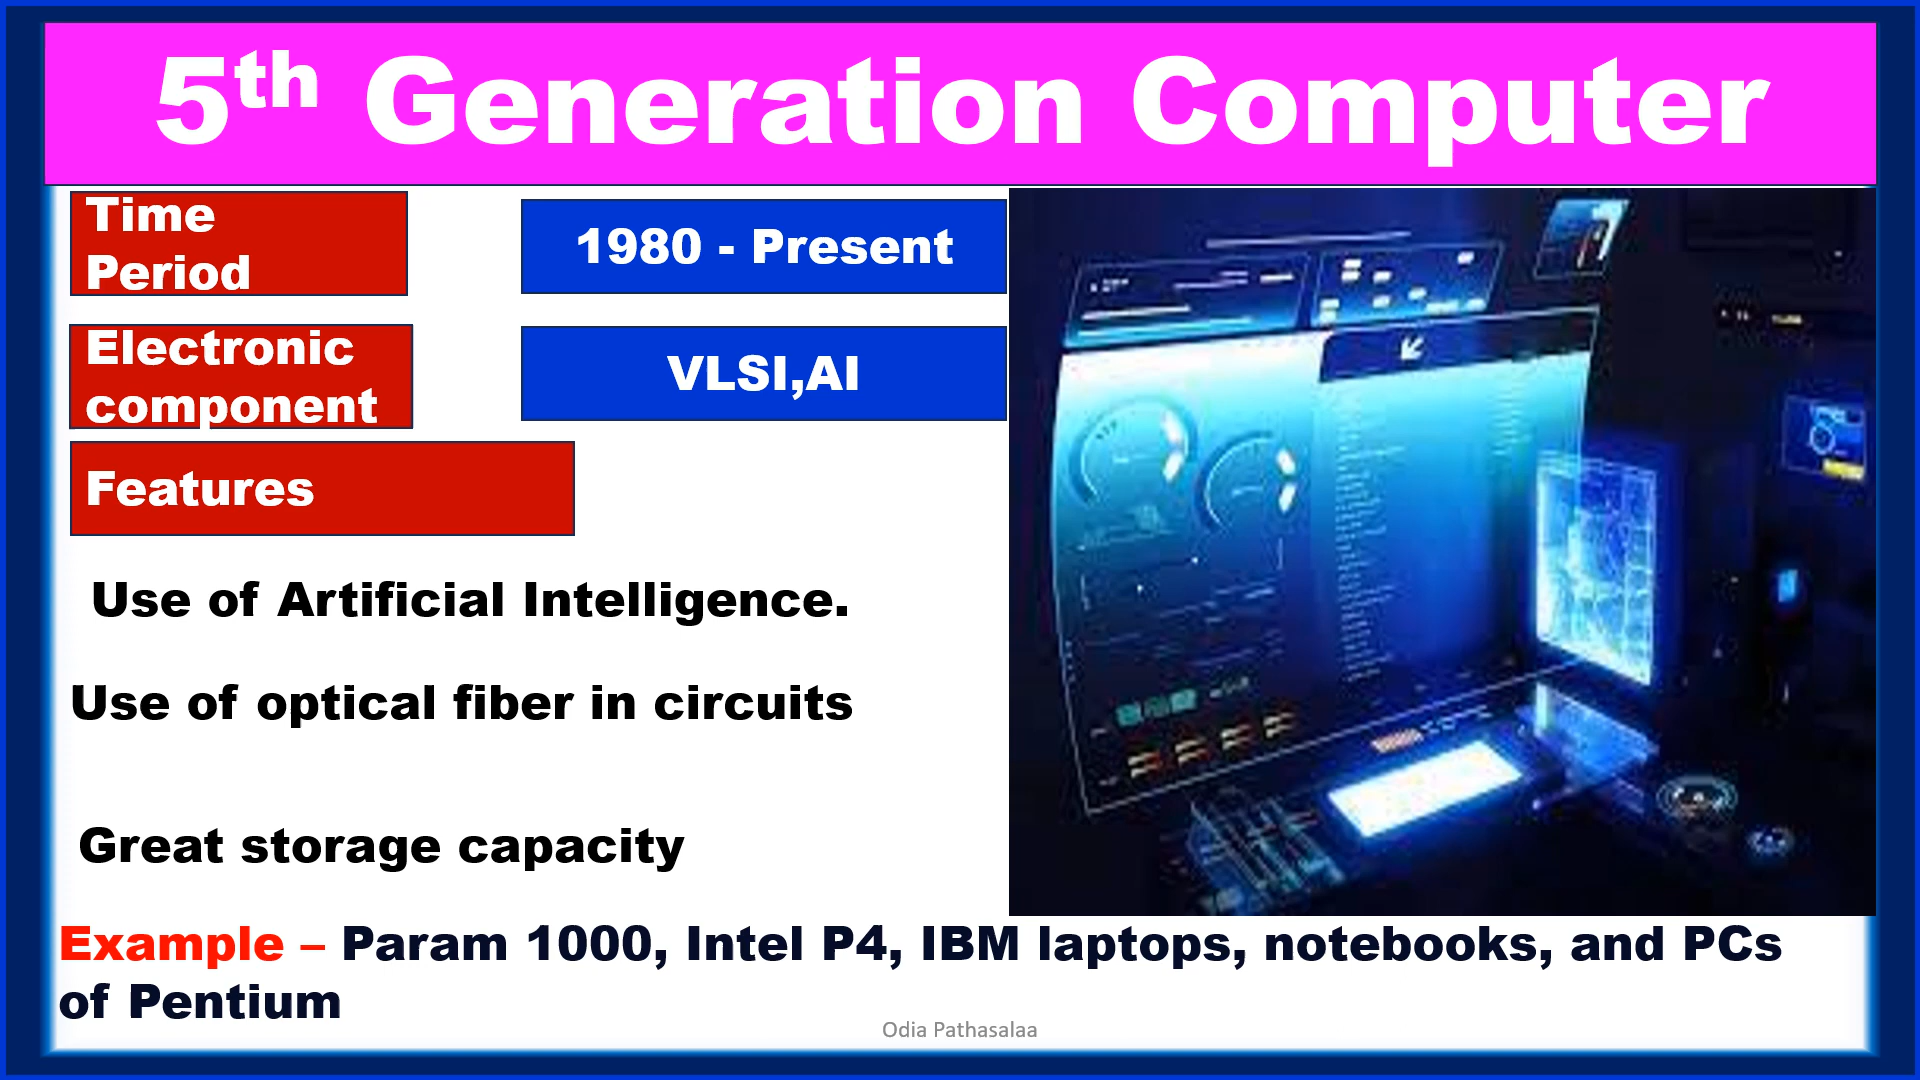 5th Generation Computer
Time
Period
1980 - Present
Electronic
component
VLSI,AI
Features
Use of Artificial Intelligence.
Use of optical fiber in circuits
Great storage capacity
Example – Param 1000, Intel P4, IBM laptops, notebooks, and PCs
of Pentium
Odia Pathasalaa